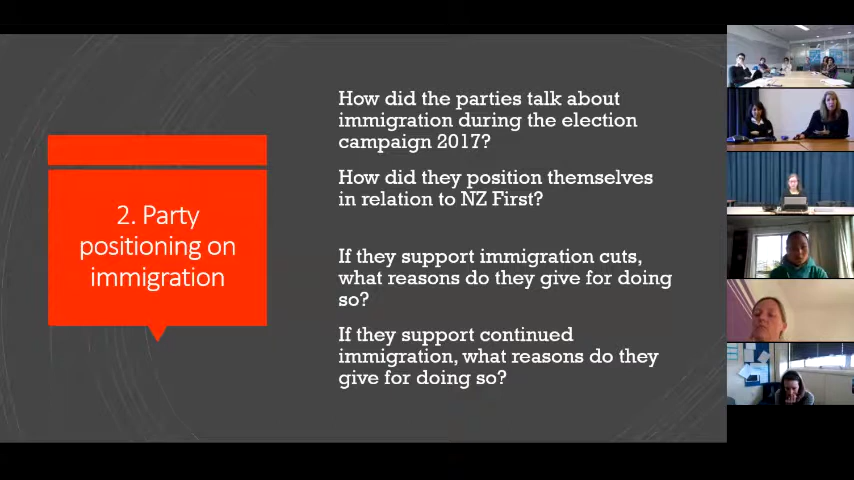 2. Party
positioning on
immigration
How did the parties talk about
immigration during the election
campaign 2017?
How did they position themselves
in relation to NZ First?
If they support immigration cuts,
what reasons do they give for doing
so?
If they support continued
immigration, what reasons do they
give for doing so?